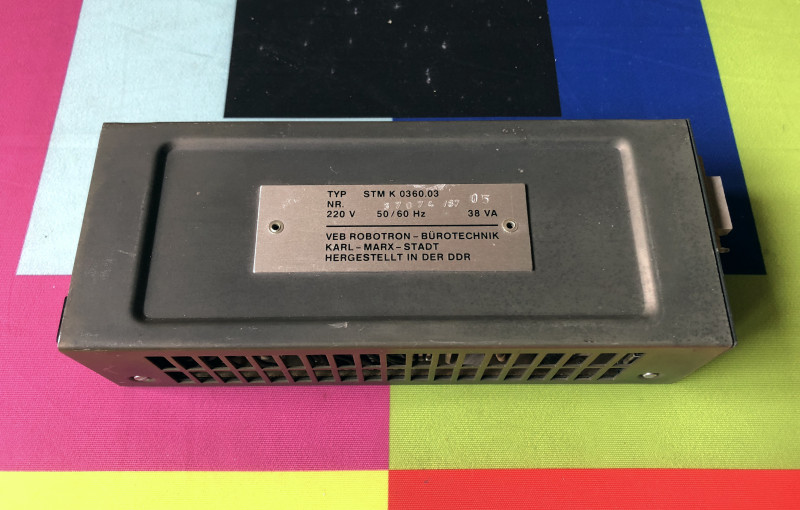 TYP STM K 0360.03
NR. 05
220 V 50/60 Hz 38 VA
VEB ROBOTRON-BÜROTECHNIK
KARL-MARX-STADT
HERGESTELLT IN DER DDR